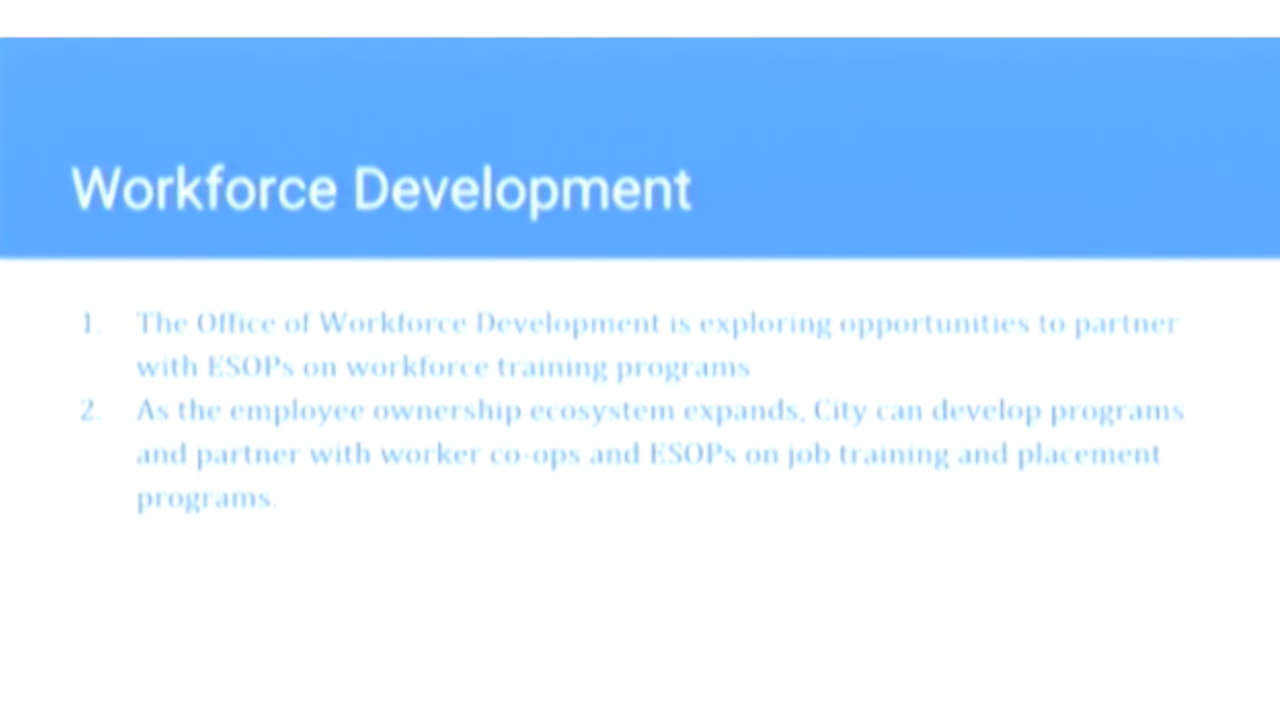 Workforce Development
1. The Office of Workforce Development is exploring opportunities to partner
with ESOPs on workforce training programs
2. As the employee ownership ecosystem expands, City can develop programs
and partner with worker co-ops and ESOPs on job training and placement
programs.